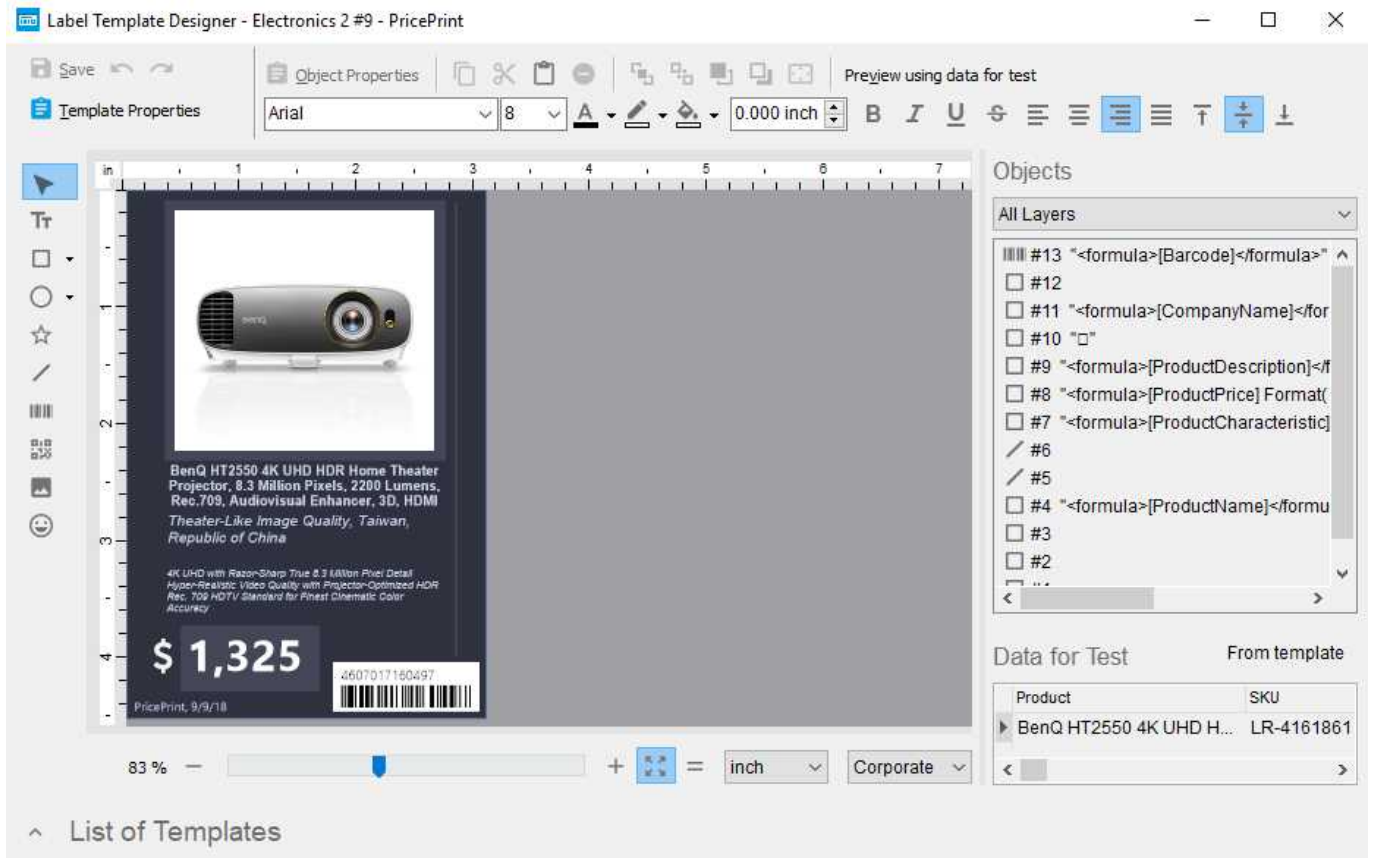 Label Template Designer - Electronics 2 #9 - PricePrint
Save
Object Properties
Preview using data for test
Template Properties
Arial
8
A
0.000 inch
B I U S
in 1 2 3 4 5 6 7
Objects
All Layers
Tт
#13 "<formula>[Barcode]</formula>"
#12
#11 "<formula>[CompanyName]</for
#10 "□"
#9 "<formula>[ProductDescription]</f
#8 "<formula>[ProductPrice] Format(
#7 "<formula>[ProductCharacteristic]
#6
#5
#4 "<formula>[ProductName]</formu
#3
#2
1
2
3
4
BenQ
BenQ HT2550 4K UHD HDR Home Theater
Projector, 8.3 Million Pixels, 2200 Lumens,
Rec.709, Audiovisual Enhancer, 3D, HDMI
Theater-Like Image Quality, Taiwan,
Republic of China
4K UHD with Razor-Sharp True 8.3 Million Pixel Detail
Hyper-Realistic Video Quality with Projector-Optimized HDR
Rec. 709 HDTV Standard for Finest Cinematic Color
Accuracy
$ 1,325
4607017160497
PricePrint, 9/9/18
Data for Test
From template
Product SKU
BenQ HT2550 4K UHD H... LR-4161861
83 %
inch
Corporate
List of Templates